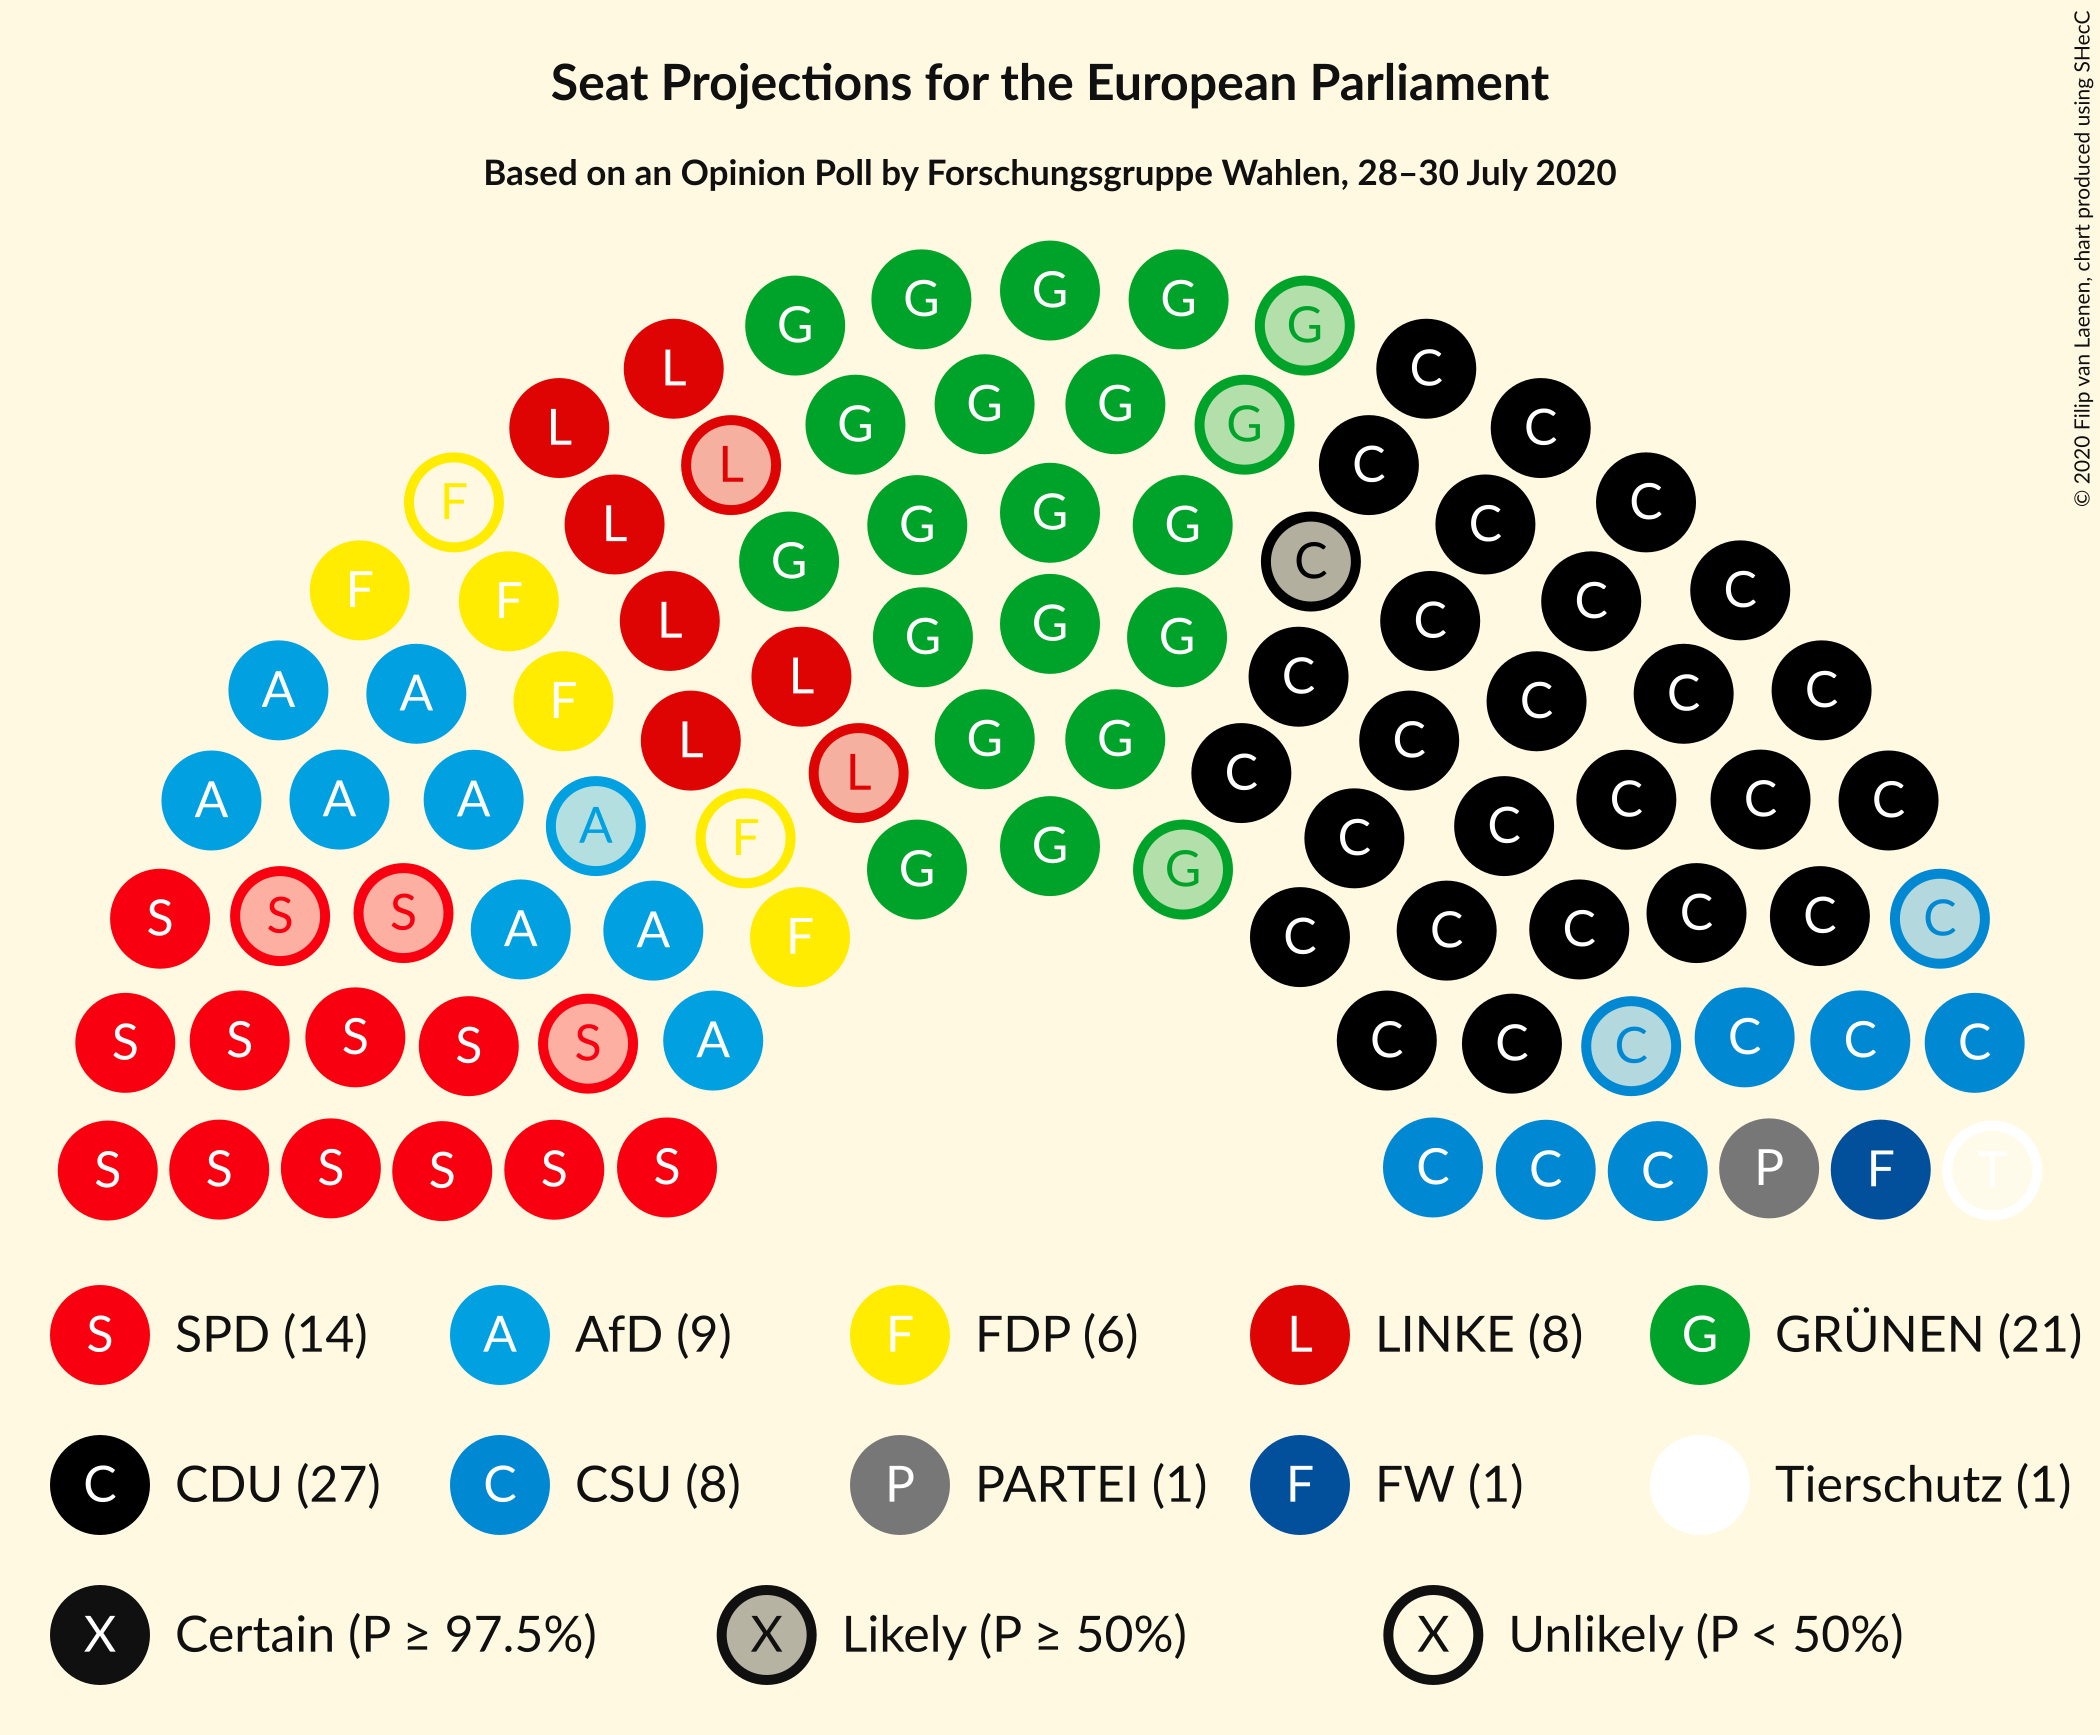 Seat Projections for the European Parliament
Based on an Opinion Poll by Forschungsgruppe Wahlen, 28–30 July 2020
© 2020 Filip van Laenen, chart produced using SHecC
G G G G G
L C
L G G G G C
L C
F L G G G C C
F F G C C C
L G G G C
A A F L C C C C
L G G C
A A A L C C C C
A F G C C
G G
S S S A A F C C C C C C
S S S S S A C C C C C C
S S S S S S C C C P F T
S SPD (14) A AfD (9) F FDP (6) L LINKE (8) G GRÜNEN (21)
C CDU (27) C CSU (8) P PARTEI (1) F FW (1) Tierschutz (1)
X Certain (P ≥ 97.5%) X Likely (P ≥ 50%) X Unlikely (P < 50%)